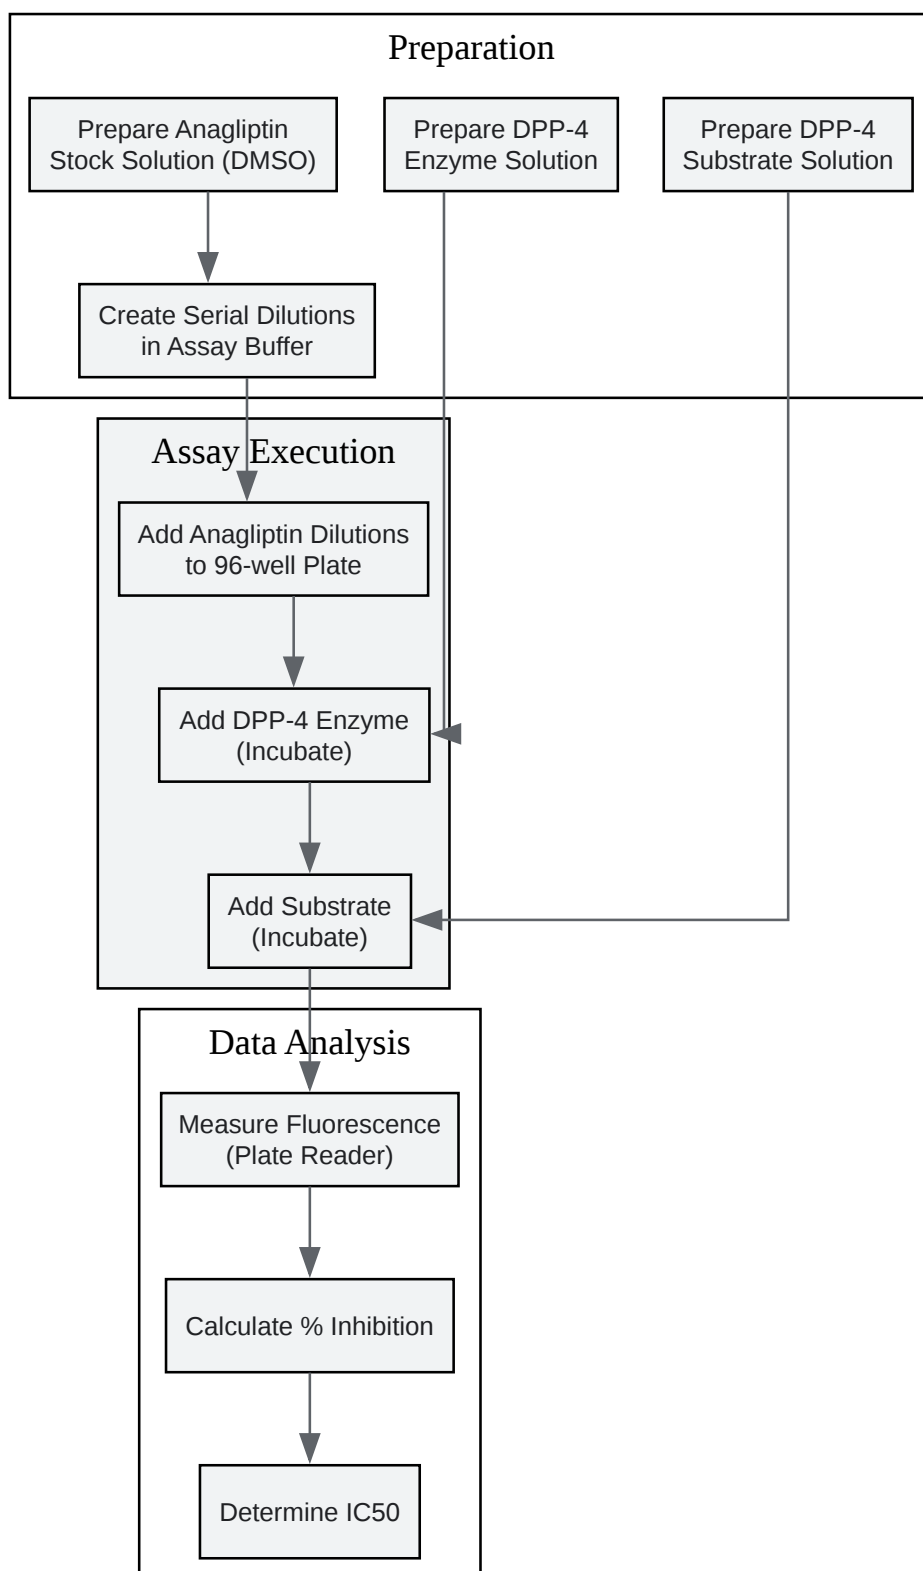 Preparation
Prepare Anagliptin
Stock Solution (DMSO)
Prepare DPP-4
Enzyme Solution
Prepare DPP-4
Substrate Solution
Create Serial Dilutions
in Assay Buffer
Assay Execution
Add Anagliptin Dilutions
to 96-well Plate
Add DPP-4 Enzyme
(Incubate)
Add Substrate
(Incubate)
Data Analysis
Measure Fluorescence
(Plate Reader)
Calculate % Inhibition
Determine IC50